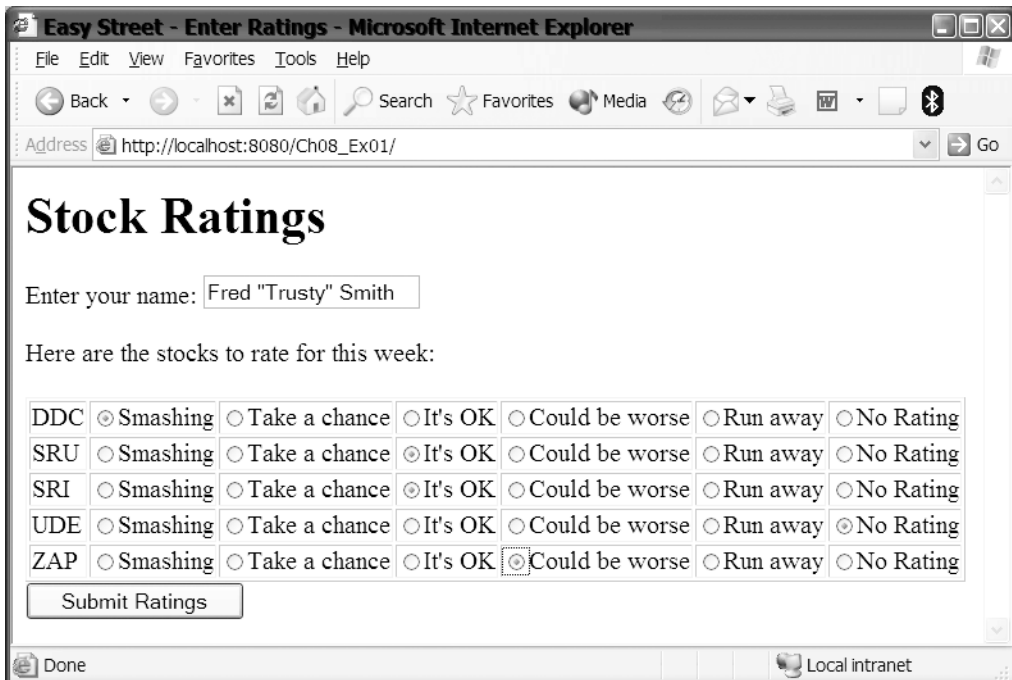 Easy Street - Enter Ratings - Microsoft Internet Explorer
File Edit View Favorites Tools Help
Back Search Favorites Media
Address http://localhost:8080/Ch08_Ex01/ Go
Stock Ratings
Enter your name: Fred "Trusty" Smith
Here are the stocks to rate for this week:
DDC Smashing Take a chance It's OK Could be worse Run away No Rating
SRU Smashing Take a chance It's OK Could be worse Run away No Rating
SRI Smashing Take a chance It's OK Could be worse Run away No Rating
UDE Smashing Take a chance It's OK Could be worse Run away No Rating
ZAP Smashing Take a chance It's OK Could be worse Run away No Rating
Submit Ratings
Done Local intranet